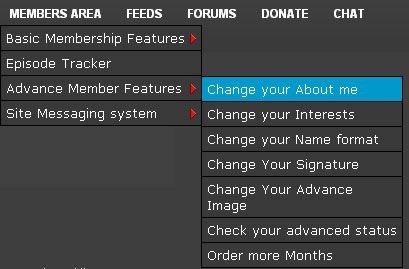 MEMBERS AREA FEEDS FORUMS DONATE CHAT
Basic Membership Features
Episode Tracker
Advance Member Features
Site Messaging system
Change your About me
Change your Interests
Change your Name format
Change Your Signature
Change Your Advance
Image
Check your advanced status
Order more Months